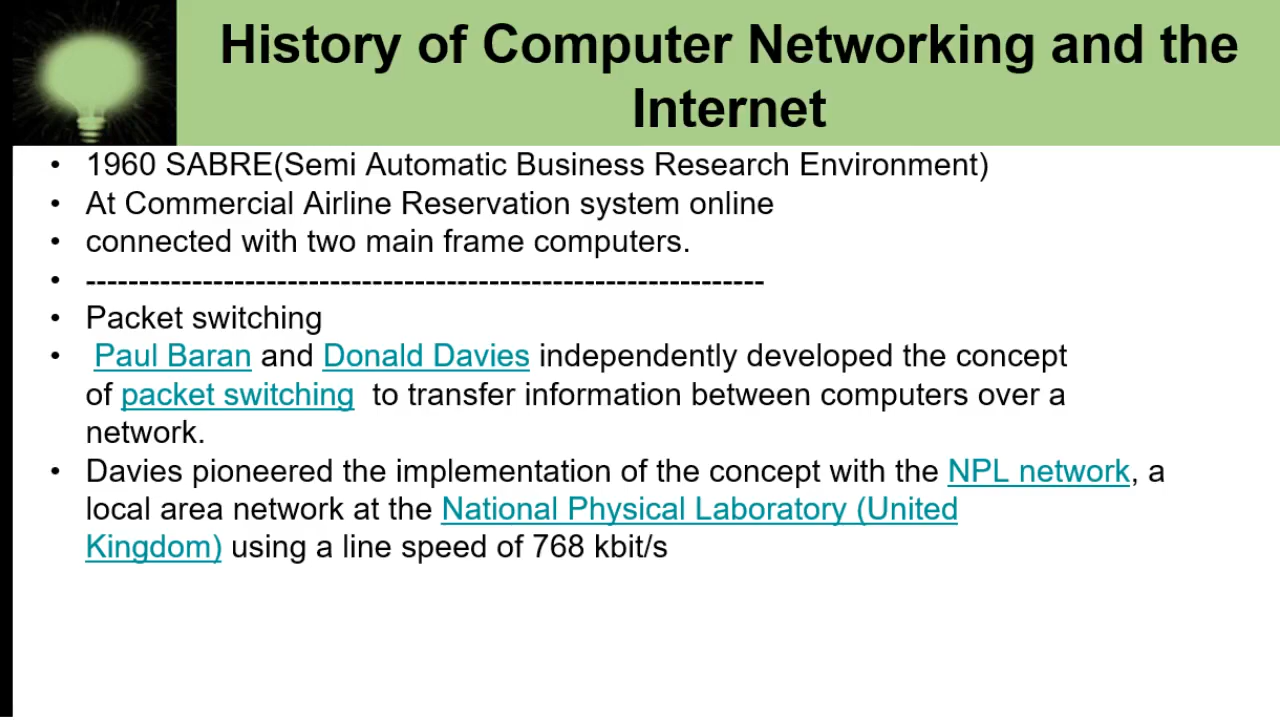 History of Computer Networking and the
Internet
• 1960 SABRE(Semi Automatic Business Research Environment)
• At Commercial Airline Reservation system online
• connected with two main frame computers.
• ----------------------------------------------------------------
• Packet switching
• Paul Baran and Donald Davies independently developed the concept
of packet switching to transfer information between computers over a
network.
• Davies pioneered the implementation of the concept with the NPL network, a
local area network at the National Physical Laboratory (United
Kingdom) using a line speed of 768 kbit/s